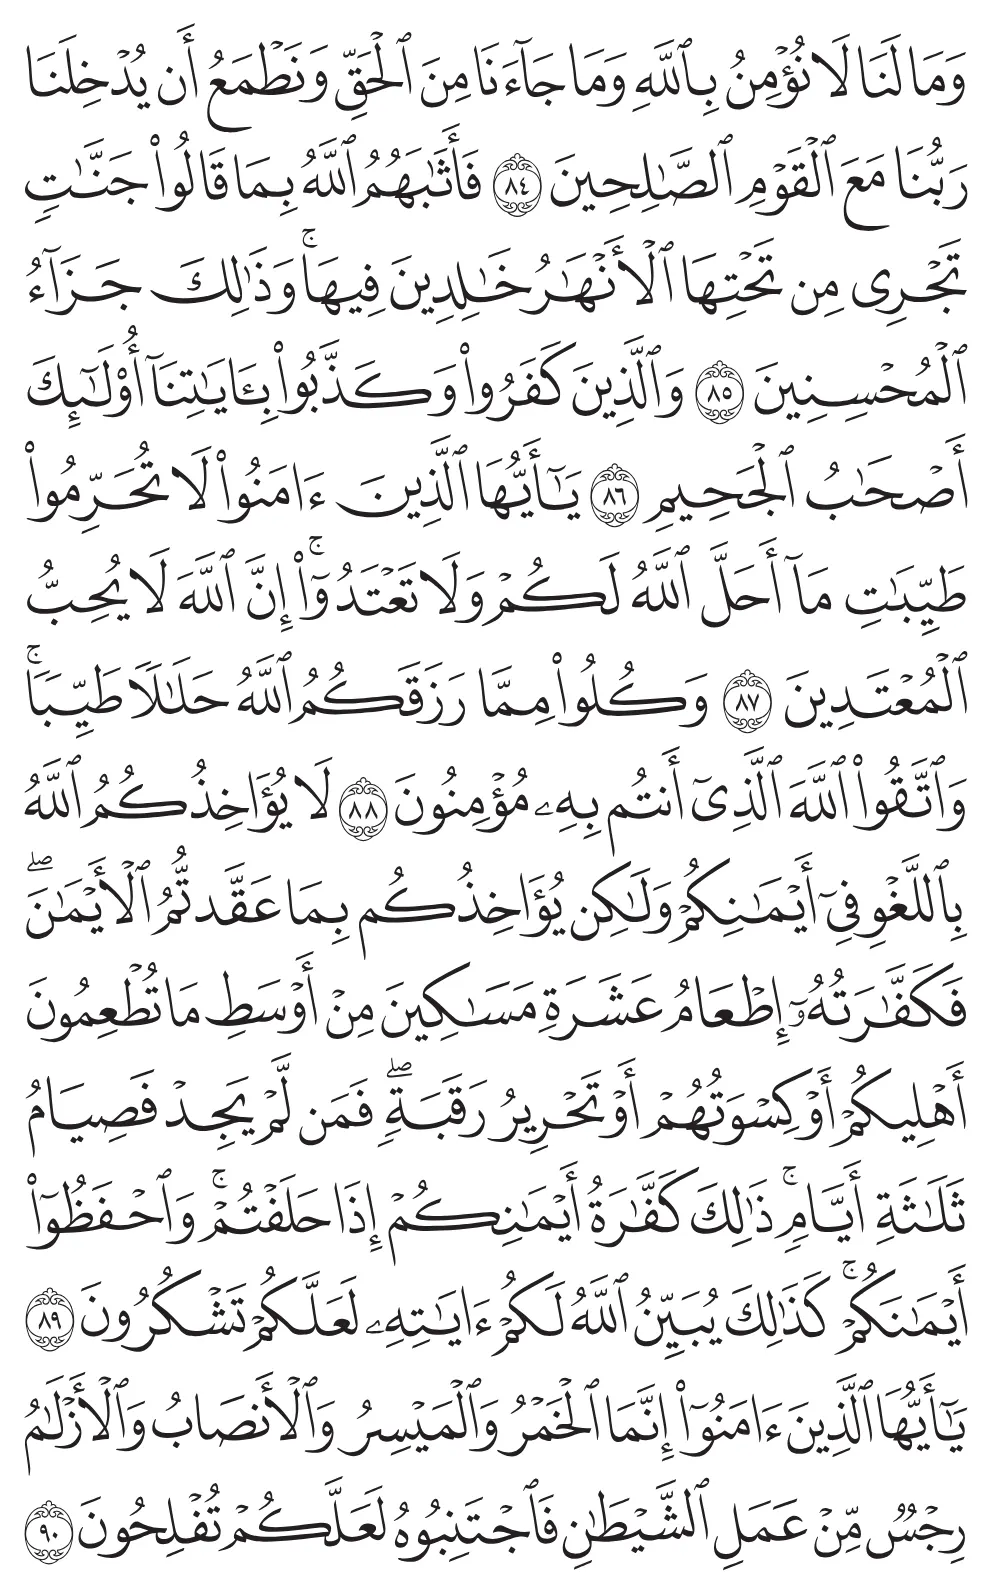 وَمَا لَنَا لَا نُؤۡمِنُ بِٱللَّهِ وَمَا جَآءَنَا مِنَ ٱلۡحَقِّ وَنَطۡمَعُ أَن يُدۡخِلَنَا
رَبُّنَا مَعَ ٱلۡقَوۡمِ ٱلصَّٰلِحِينَ ٨٤ فَأَثَٰبَهُمُ ٱللَّهُ بِمَا قَالُواْ جَنَّٰتٖ
تَجۡرِي مِن تَحۡتِهَا ٱلۡأَنۡهَٰرُ خَٰلِدِينَ فِيهَاۚ وَذَٰلِكَ جَزَآءُ
ٱلۡمُحۡسِنِينَ ٨٥ وَٱلَّذِينَ كَفَرُواْ وَكَذَّبُواْ بِـَٔايَٰتِنَآ أُوْلَٰٓئِكَ
أَصۡحَٰبُ ٱلۡجَحِيمِ ٨٦ يَٰٓأَيُّهَا ٱلَّذِينَ ءَامَنُواْ لَا تُحَرِّمُواْ
طَيِّبَٰتِ مَآ أَحَلَّ ٱللَّهُ لَكُمۡ وَلَا تَعۡتَدُوٓاْۚ إِنَّ ٱللَّهَ لَا يُحِبُّ
ٱلۡمُعۡتَدِينَ ٨٧ وَكُلُواْ مِمَّا رَزَقَكُمُ ٱللَّهُ حَلَٰلٗا طَيِّبٗاۚ
وَٱتَّقُواْ ٱللَّهَ ٱلَّذِيٓ أَنتُم بِهِۦ مُؤۡمِنُونَ ٨٨ لَا يُؤَاخِذُكُمُ ٱللَّهُ
بِٱللَّغۡوِ فِيٓ أَيۡمَٰنِكُمۡ وَلَٰكِن يُؤَاخِذُكُم بِمَا عَقَّدتُّمُ ٱلۡأَيۡمَٰنَۖ
فَكَفَّٰرَتُهُۥٓ إِطۡعَامُ عَشَرَةِ مَسَٰكِينَ مِنۡ أَوۡسَطِ مَا تُطۡعِمُونَ
أَهۡلِيكُمۡ أَوۡ كِسۡوَتُهُمۡ أَوۡ تَحۡرِيرُ رَقَبَةٖۖ فَمَن لَّمۡ يَجِدۡ فَصِيَامُ
ثَلَٰثَةِ أَيَّامٖۚ ذَٰلِكَ كَفَّٰرَةُ أَيۡمَٰنِكُمۡ إِذَا حَلَفۡتُمۡۚ وَٱحۡفَظُوٓاْ
أَيۡمَٰنَكُمۡۚ كَذَٰلِكَ يُبَيِّنُ ٱللَّهُ لَكُمۡ ءَايَٰتِهِۦ لَعَلَّكُمۡ تَشۡكُرُونَ ٨٩
يَٰٓأَيُّهَا ٱلَّذِينَ ءَامَنُوٓاْ إِنَّمَا ٱلۡخَمۡرُ وَٱلۡمَيۡسِرُ وَٱلۡأَنصَابُ وَٱلۡأَزۡلَٰمُ
رِجۡسٞ مِّنۡ عَمَلِ ٱلشَّيۡطَٰنِ فَٱجۡتَنِبُوهُ لَعَلَّكُمۡ تُفۡلِحُونَ ٩٠